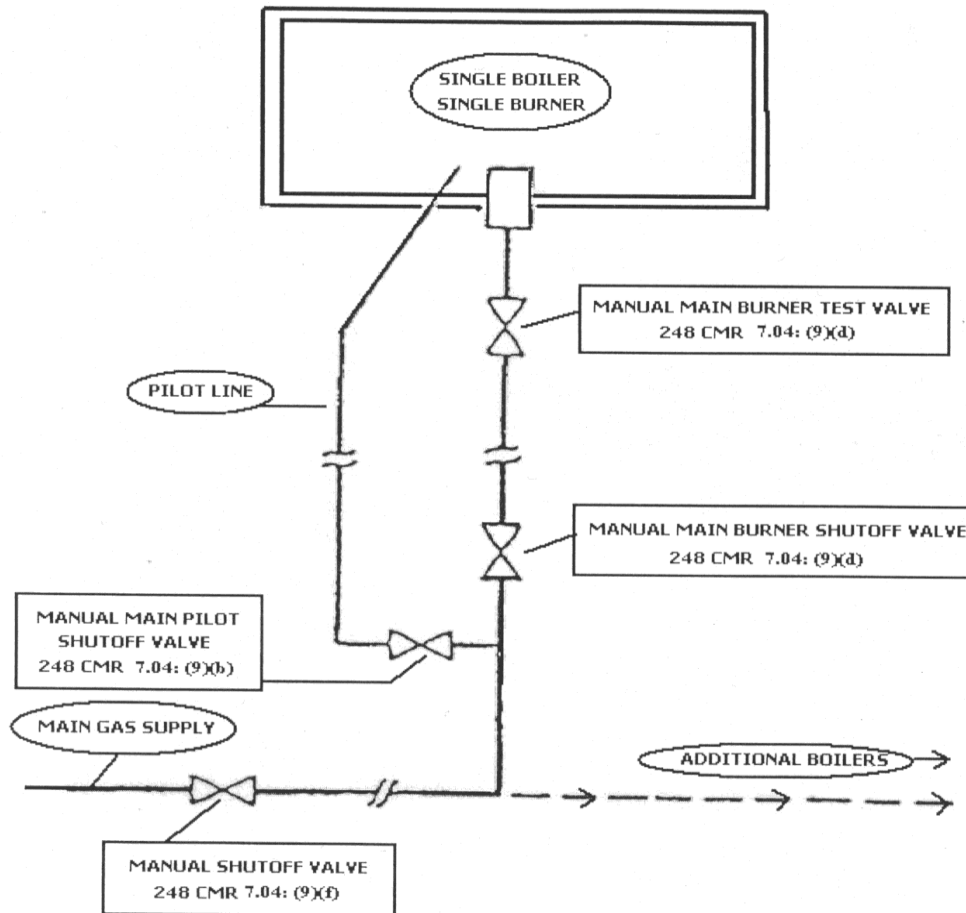 SINGLE BOILER
SINGLE BURNER
MANUAL MAIN BURNER TEST VALVE
248 CMR 7.04: (9)(d)
PILOT LINE
MANUAL MAIN BURNER SHUTOFF VALVE
248 CMR 7.04: (9)(d)
MANUAL MAIN PILOT
SHUTOFF VALVE
248 CMR 7.04: (9)(b)
MAIN GAS SUPPLY
ADDITIONAL BOILERS
MANUAL SHUTOFF VALVE
248 CMR 7.04: (9)(f)